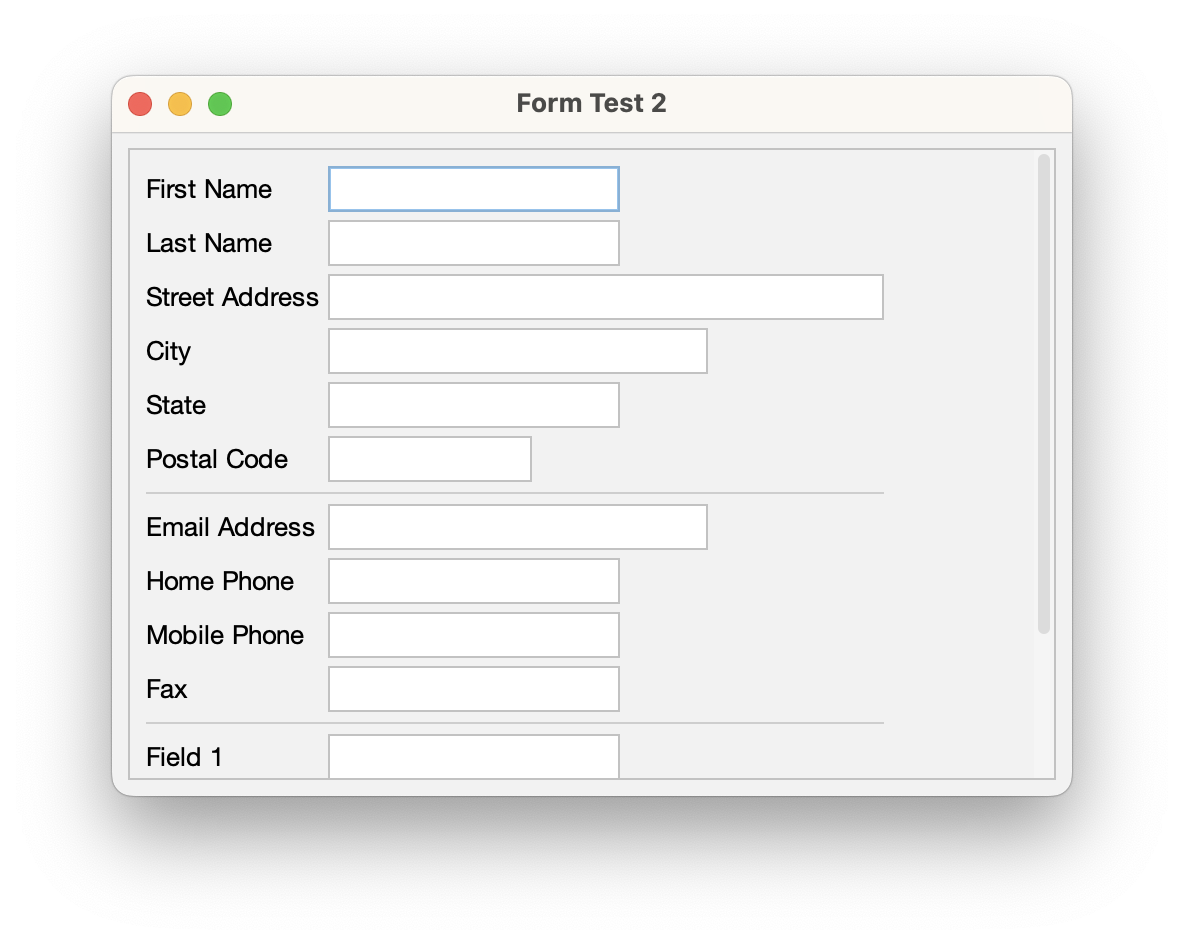 Form Test 2
First Name
Last Name
Street Address
City
State
Postal Code
Email Address
Home Phone
Mobile Phone
Fax
Field 1